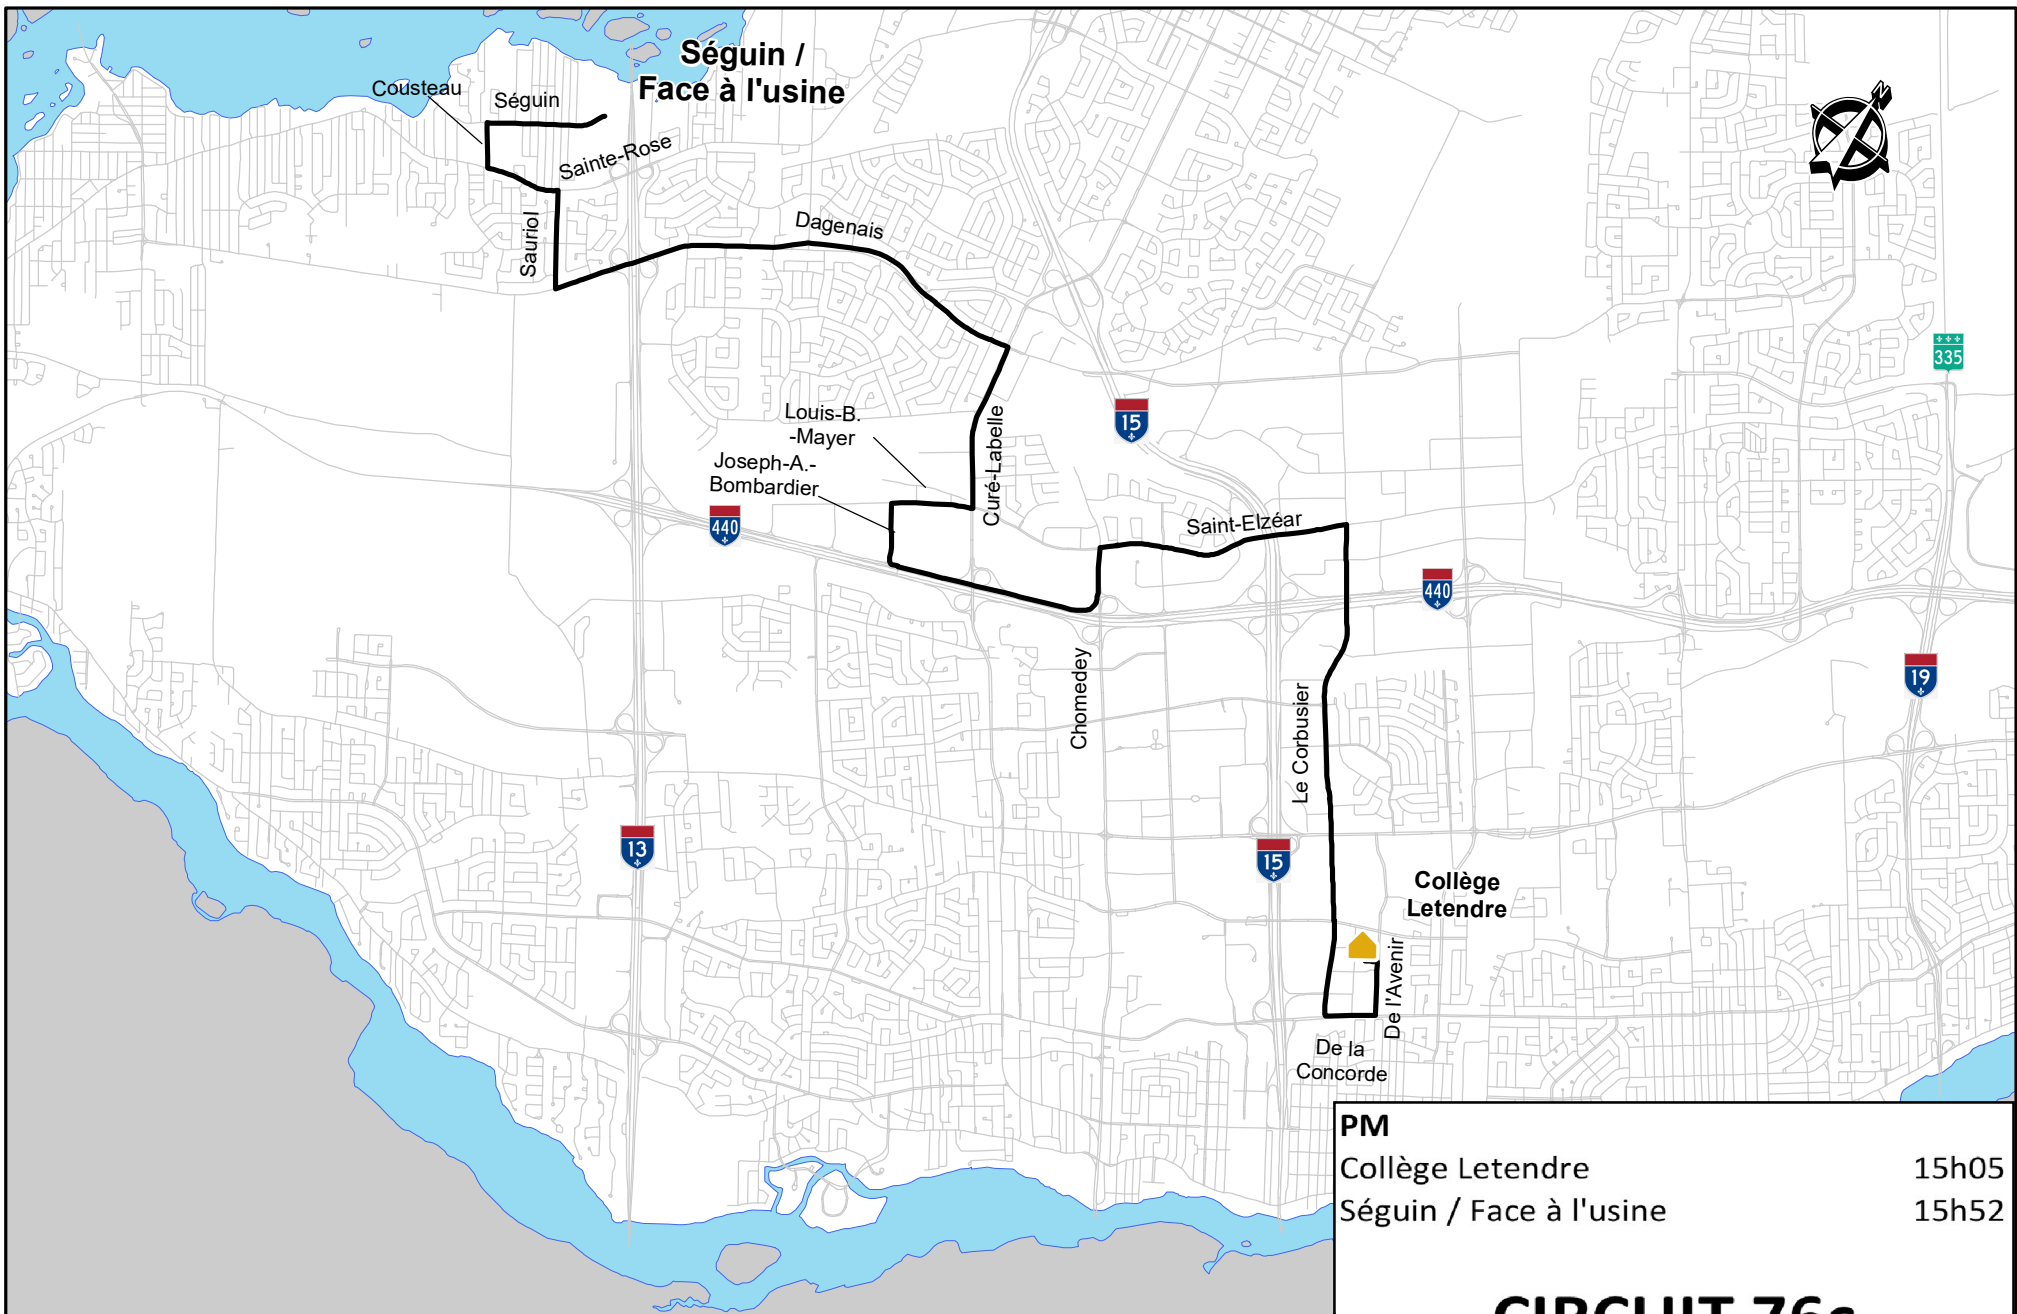 Séguin /
Face à l'usine
Cousteau
Séguin
Sainte-Rose
Sauriol
Dagenais
N
335
Louis-B.
-Mayer
15
Curé-Labelle
Joseph-A.-
Bombardier
440
Saint-Elzéar
440
Chomedey
19
Le Corbusier
13
15
Collège
Letendre
De l'Avenir
De la
Concorde
PM
Collège Letendre 15h05
Séguin / Face à l'usine 15h52